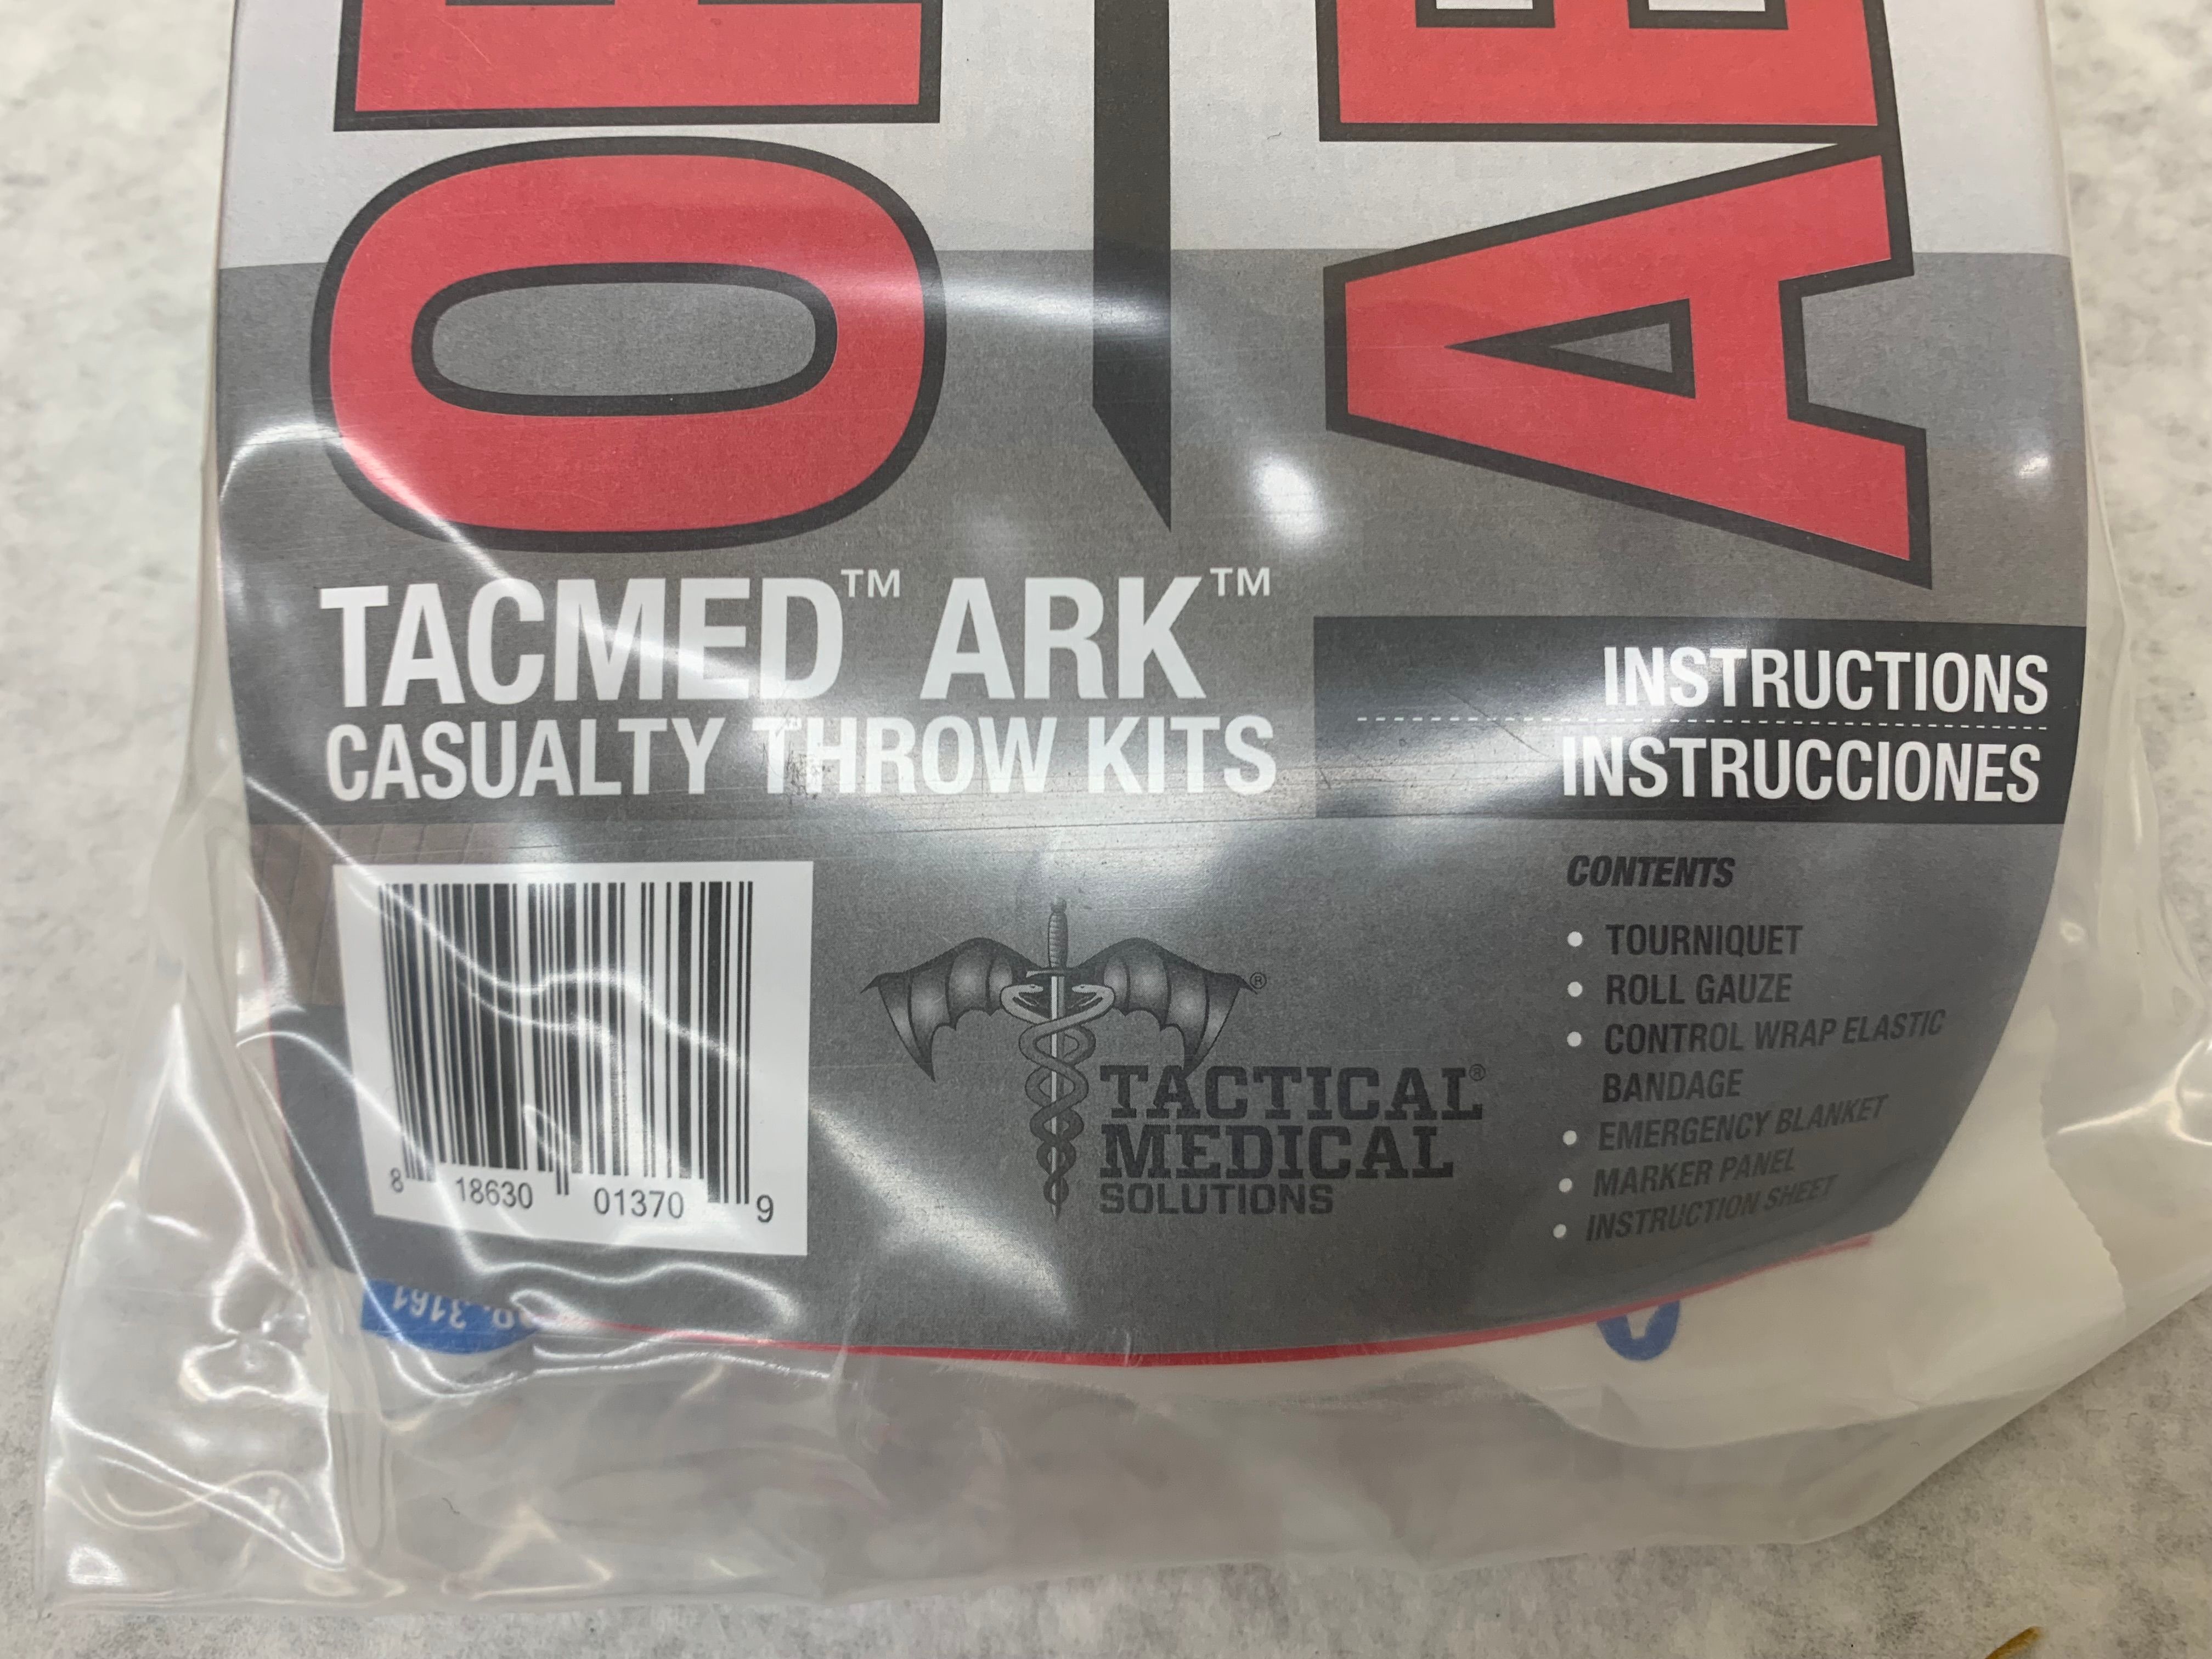 TACMED™ ARK™
CASUALTY THROW KITS
INSTRUCTIONS
INSTRUCCIONES
CONTENTS
• TOURNIQUET
• ROLL GAUZE
• CONTROL WRAP ELASTIC
BANDAGE
• EMERGENCY BLANKET
• MARKER PANEL
• INSTRUCTION SHEET
®
TACTICAL®
MEDICAL
SOLUTIONS
8 18630 01370 9
3161